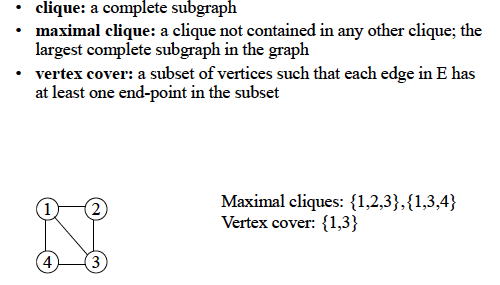 • clique: a complete subgraph
• maximal clique: a clique not contained in any other clique; the
largest complete subgraph in the graph
• vertex cover: a subset of vertices such that each edge in E has
at least one end-point in the subset
1 2
4 3
Maximal cliques: {1,2,3},{1,3,4}
Vertex cover: {1,3}